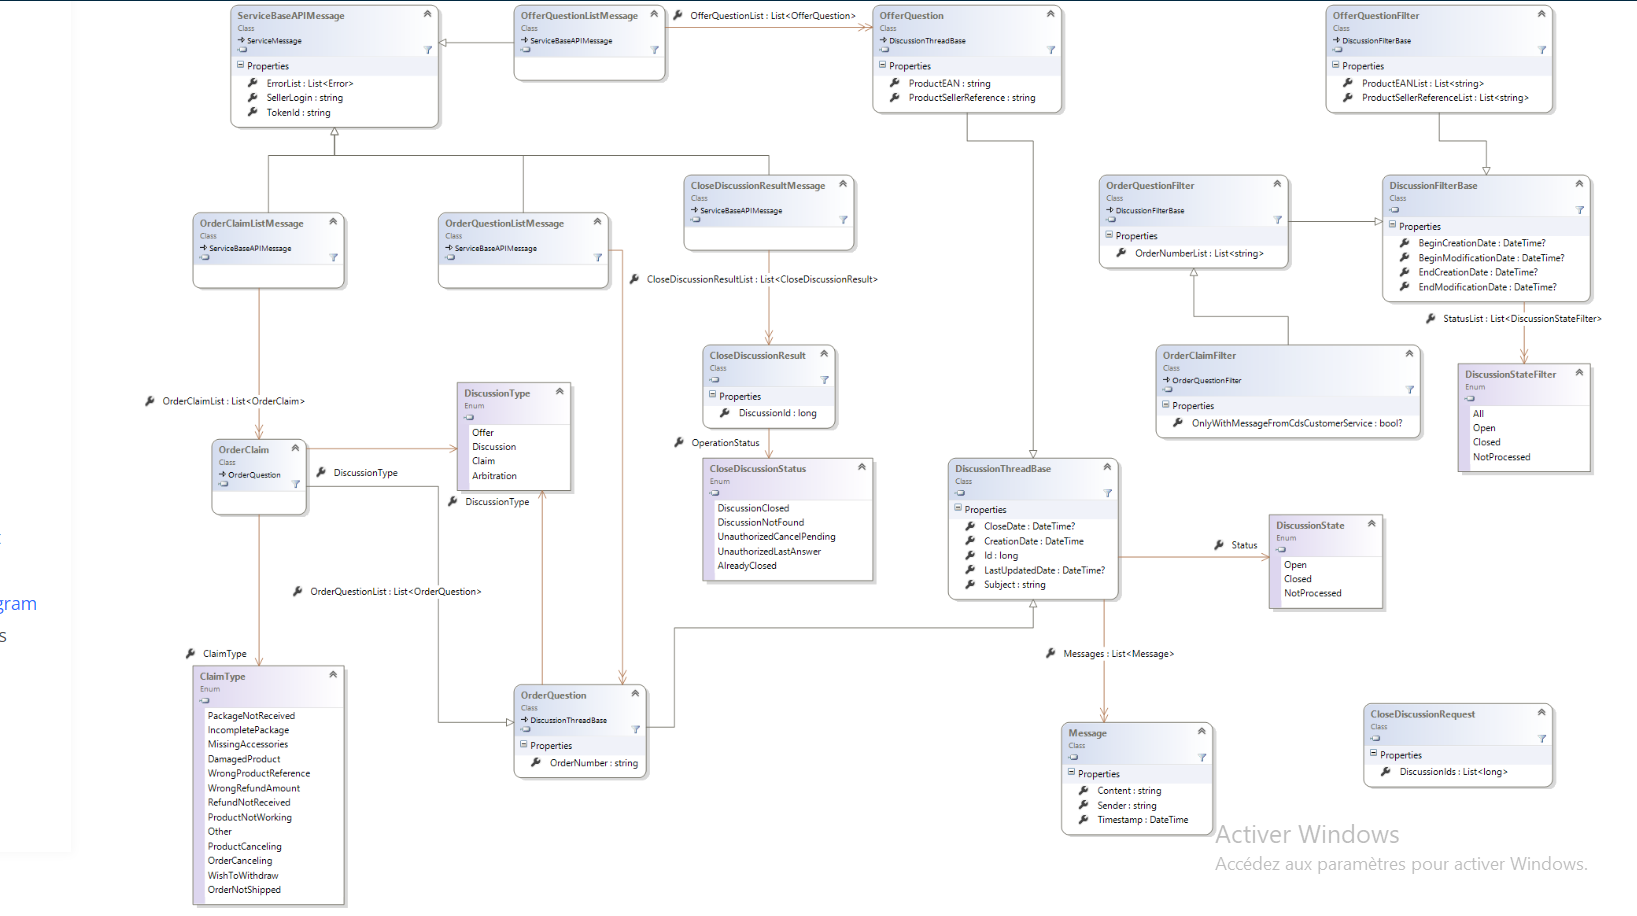 ServiceBaseAPIMessage
Class
ServiceMessage
Properties
ErrorList : List<Error>
SellerLogin : string
TokenId : string
OfferQuestionListMessage
Class
ServiceBaseAPIMessage
OfferQuestionList : List<OfferQuestion>
OfferQuestion
Class
DiscussionThreadBase
Properties
ProductEAN : string
ProductSellerReference : string
OfferQuestionFilter
Class
DiscussionFilterBase
Properties
ProductEANList : List<string>
ProductSellerReferenceList : List<string>
OrderClaimListMessage
Class
ServiceBaseAPIMessage
OrderQuestionListMessage
Class
ServiceBaseAPIMessage
CloseDiscussionResultMessage
Class
ServiceBaseAPIMessage
OrderQuestionFilter
Class
DiscussionFilterBase
Properties
OrderNumberList : List<string>
DiscussionFilterBase
Class
Properties
BeginCreationDate : DateTime?
BeginModificationDate : DateTime?
EndCreationDate : DateTime?
EndModificationDate : DateTime?
CloseDiscussionResultList : List<CloseDiscussionResult>
StatusList : List<DiscussionStateFilter>
CloseDiscussionResult
Class
Properties
DiscussionId : long
OrderClaimFilter
Class
OrderQuestionFilter
Properties
OnlyWithMessageFromCdsCustomerService : bool?
DiscussionStateFilter
Enum
All
Open
Closed
NotProcessed
OrderClaimList : List<OrderClaim>
DiscussionType
Enum
Offer
Discussion
Claim
Arbitration
OrderClaim
Class
OrderQuestion
DiscussionType
DiscussionType
OperationStatus
CloseDiscussionStatus
Enum
DiscussionClosed
DiscussionNotFound
UnauthorizedCancelPending
UnauthorizedLastAnswer
AlreadyClosed
DiscussionThreadBase
Class
Properties
CloseDate : DateTime?
CreationDate : DateTime
Id : long
LastUpdatedDate : DateTime?
Subject : string
Status
DiscussionState
Enum
Open
Closed
NotProcessed
gram
s
OrderQuestionList : List<OrderQuestion>
ClaimType
ClaimType
Enum
PackageNotReceived
IncompletePackage
MissingAccessories
DamagedProduct
WrongProductReference
WrongRefundAmount
RefundNotReceived
ProductNotWorking
Other
ProductCanceling
OrderCanceling
WishToWithdraw
OrderNotShipped
OrderQuestion
Class
DiscussionThreadBase
Properties
OrderNumber : string
Messages : List<Message>
Message
Class
Properties
Content : string
Sender : string
Timestamp : DateTime
CloseDiscussionRequest
Class
Properties
DiscussionIds : List<long>
Activer Windows
Accédez aux paramètres pour activer Windows.